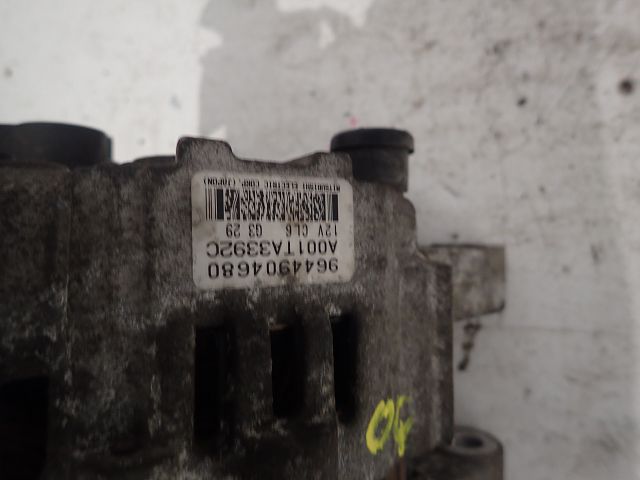 9644904680
A001TA3392C
12V CL6 G3 29
MITSUBISHI ELECTRIC CORP (JAPAN)